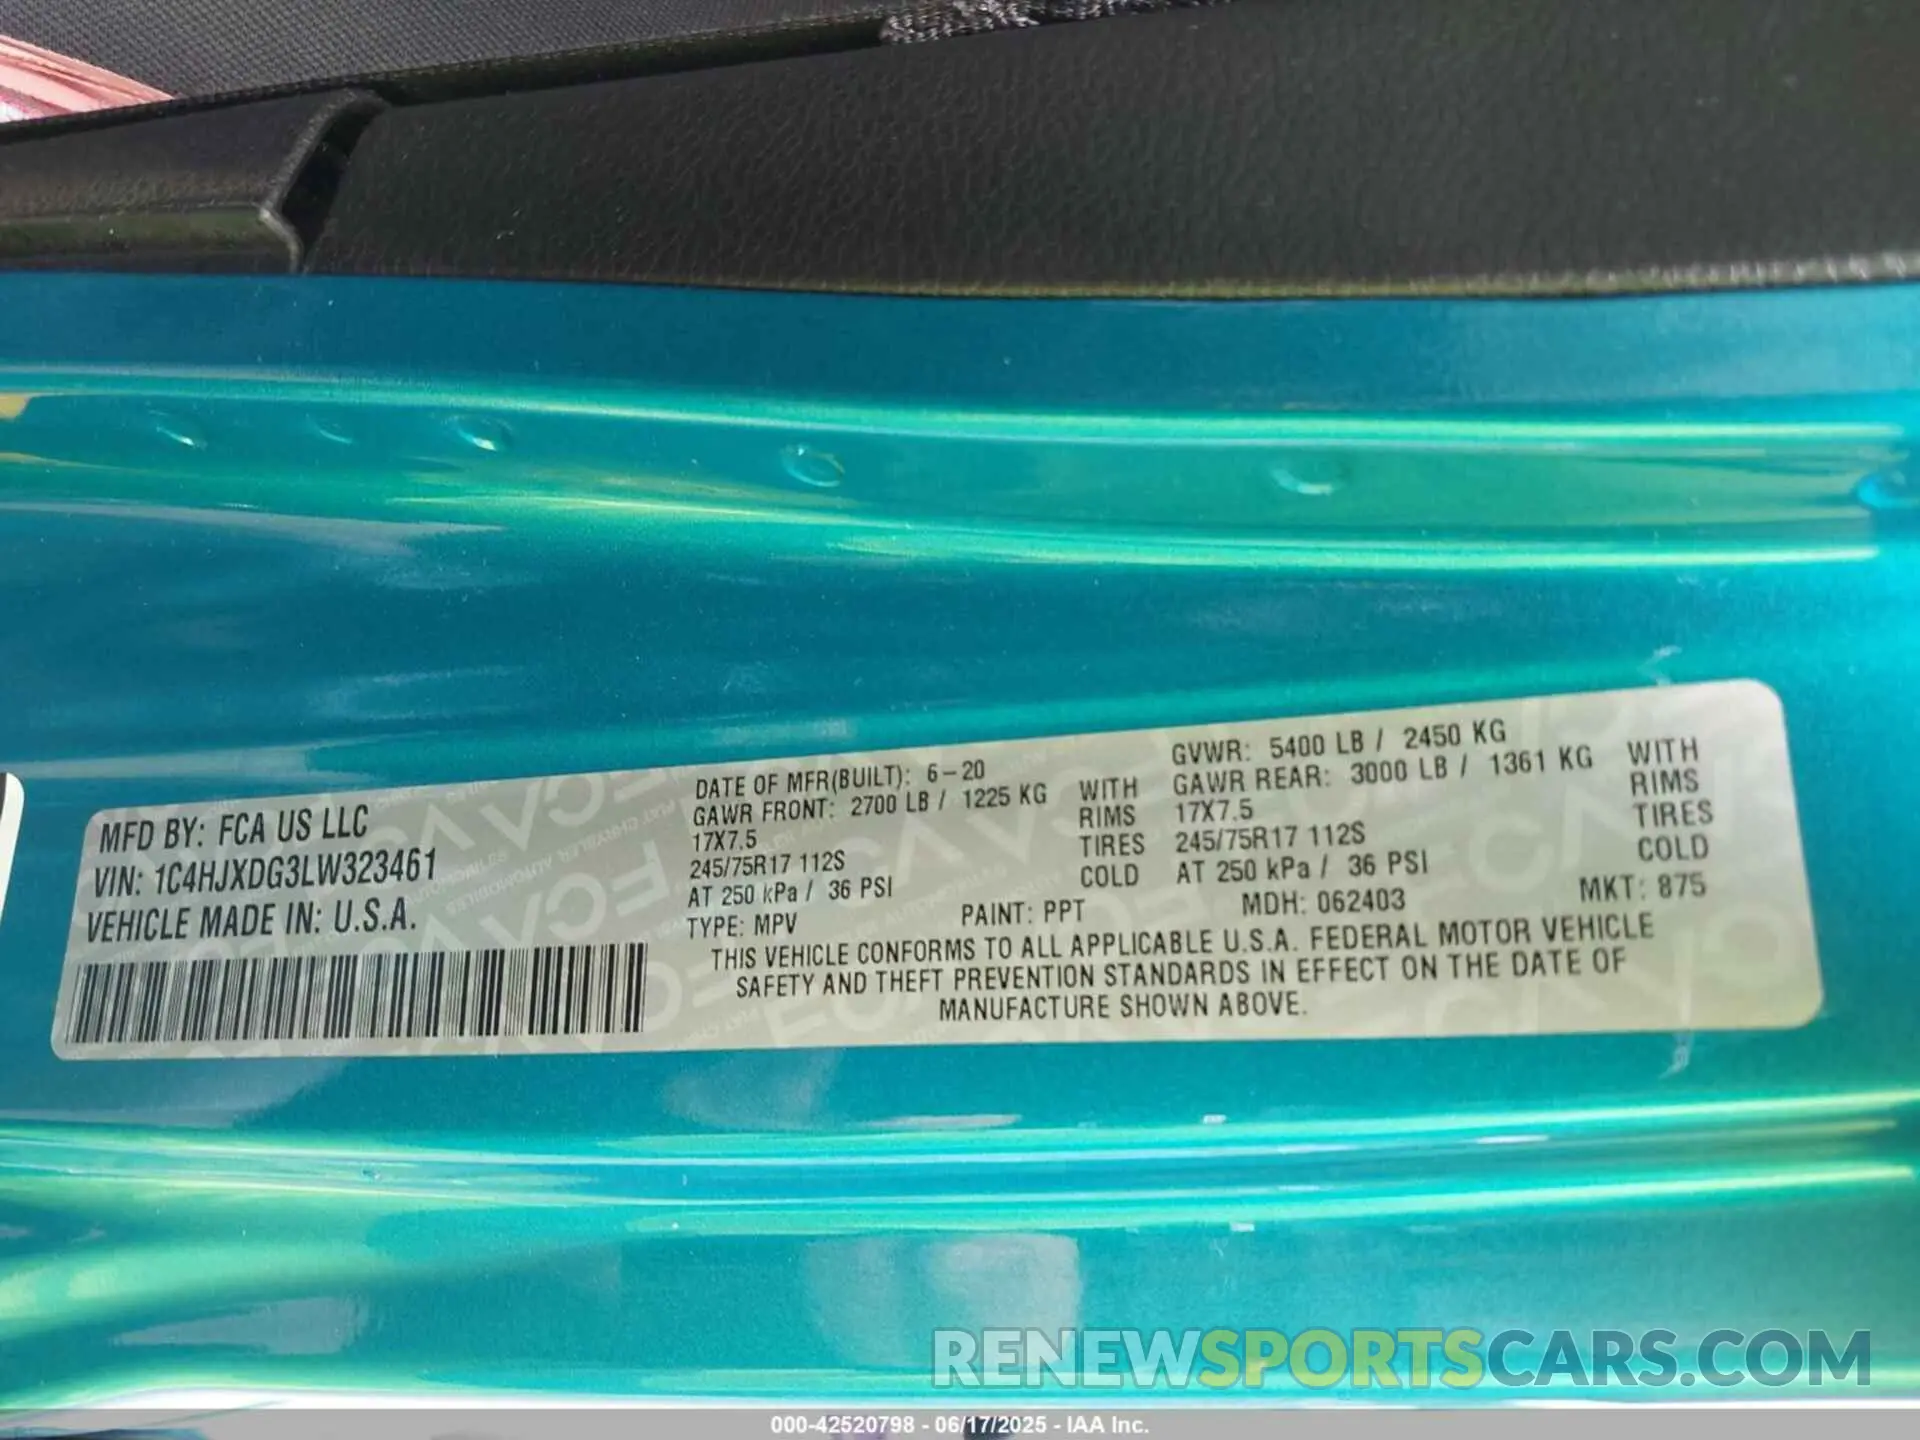 MFD BY: FCA US LLC
VIN: 1C4HJXDG3LW323461
VEHICLE MADE IN: U.S.A.
DATE OF MFR(BUILT): 6-20
GAWR FRONT: 2700 LB / 1225 KG WITH
17X7.5 RIMS
245/75R17 112S TIRES
AT 250 kPa / 36 PSI COLD
GVWR: 5400 LB / 2450 KG
GAWR REAR: 3000 LB / 1361 KG WITH
17X7.5 RIMS
245/75R17 112S TIRES
AT 250 kPa / 36 PSI COLD
TYPE: MPV PAINT: PPT MDH: 062403 MKT: 875
THIS VEHICLE CONFORMS TO ALL APPLICABLE U.S.A. FEDERAL MOTOR VEHICLE
SAFETY AND THEFT PREVENTION STANDARDS IN EFFECT ON THE DATE OF
MANUFACTURE SHOWN ABOVE.
RENEWSPORTSCARS.COM
000-42520798 - 06/17/2025 - IAA Inc.